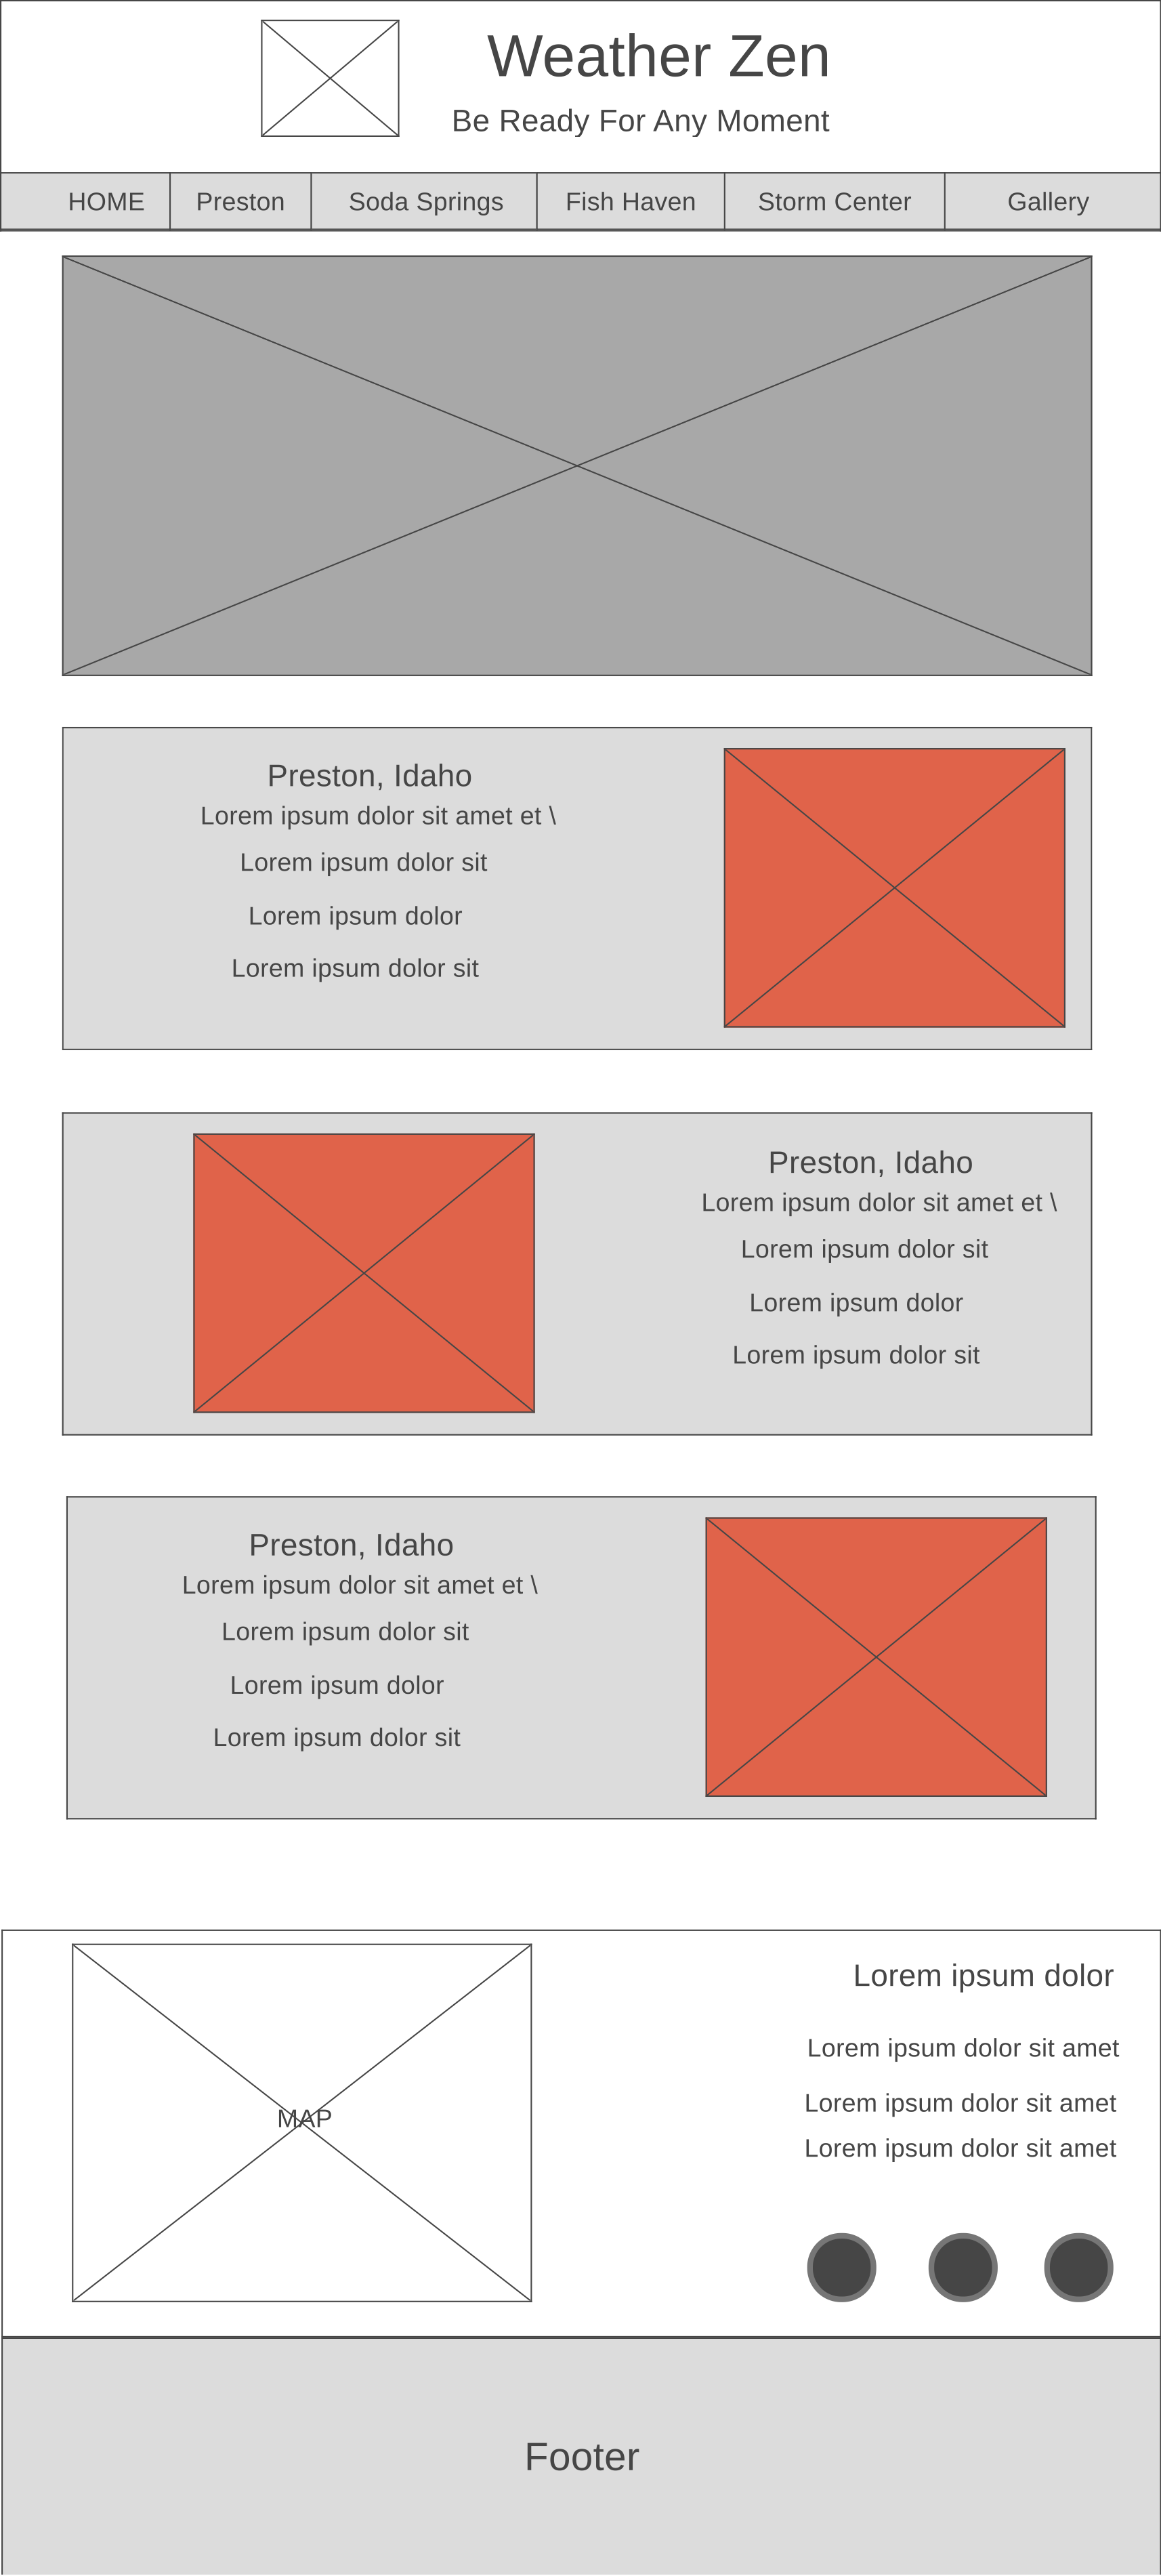 Weather Zen
Be Ready For Any Moment
HOME Preston Soda Springs Fish Haven Storm Center Gallery
Preston, Idaho
Lorem ipsum dolor sit amet et \
Lorem ipsum dolor sit
Lorem ipsum dolor
Lorem ipsum dolor sit
Preston, Idaho
Lorem ipsum dolor sit amet et \
Lorem ipsum dolor sit
Lorem ipsum dolor
Lorem ipsum dolor sit
Preston, Idaho
Lorem ipsum dolor sit amet et \
Lorem ipsum dolor sit
Lorem ipsum dolor
Lorem ipsum dolor sit
MAP
Lorem ipsum dolor
Lorem ipsum dolor sit amet
Lorem ipsum dolor sit amet
Lorem ipsum dolor sit amet
Footer